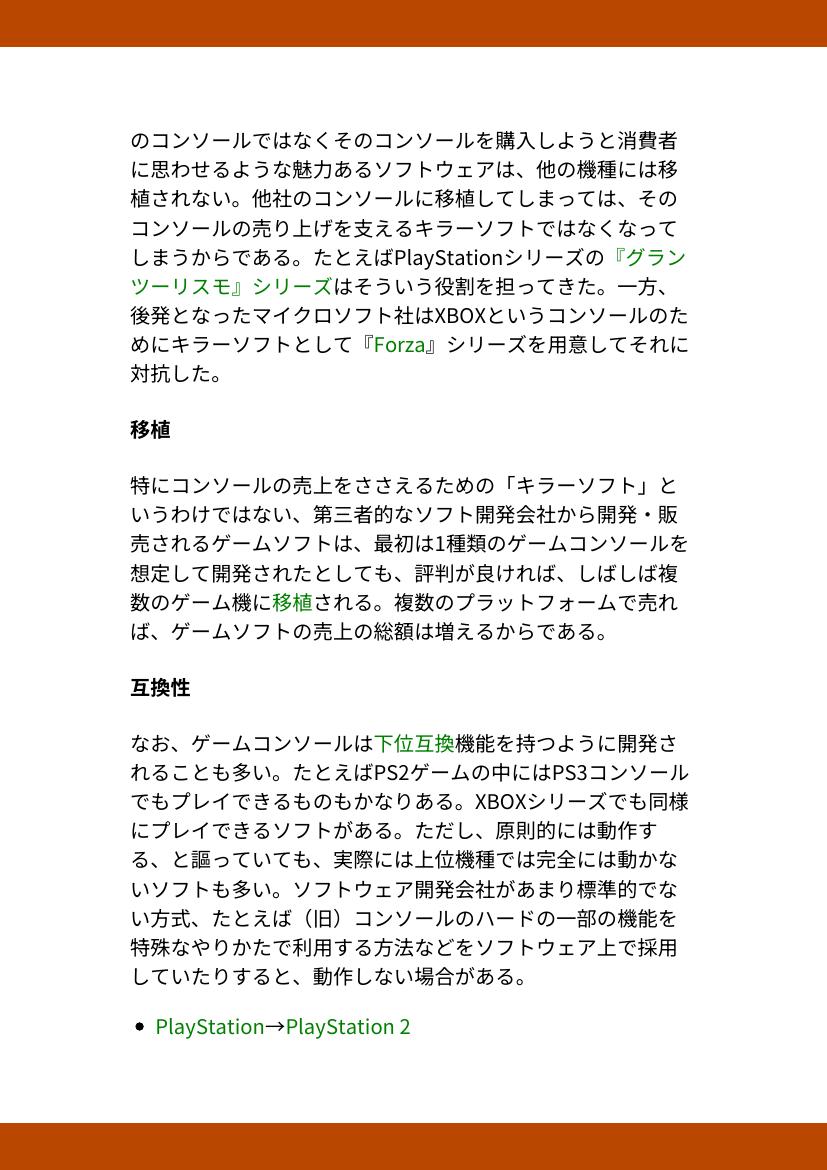 のコンソールではなくそのコンソールを購入しようと消費者
に思わせるような魅力あるソフトウェアは、他の機種には移
植されない。他社のコンソールに移植してしまっては、その
コンソールの売り上げを支えるキラーソフトではなくなって
しまうからである。たとえばPlayStationシリーズの『グラン
ツーリスモ』シリーズはそういう役割を担ってきた。一方、
後発となったマイクロソフト社はXBOXというコンソールのた
めにキラーソフトとして『Forza』シリーズを用意してそれに
対抗した。
移植
特にコンソールの売上をささえるための「キラーソフト」と
いうわけではない、第三者的なソフト開発会社から開発・販
売されるゲームソフトは、最初は1種類のゲームコンソールを
想定して開発されたとしても、評判が良ければ、しばしば複
数のゲーム機に移植される。複数のプラットフォームで売れ
ば、ゲームソフトの売上の総額は増えるからである。
互換性
なお、ゲームコンソールは下位互換機能を持つように開発さ
れることも多い。たとえばPS2ゲームの中にはPS3コンソール
でもプレイできるものもかなりある。XBOXシリーズでも同様
にプレイできるソフトがある。ただし、原則的には動作す
る、と謳っていても、実際には上位機種では完全には動かな
いソフトも多い。ソフトウェア開発会社があまり標準的でな
い方式、たとえば（旧）コンソールのハードの一部の機能を
特殊なやりかたで利用する方法などをソフトウェア上で採用
していたりすると、動作しない場合がある。
• PlayStation→PlayStation 2